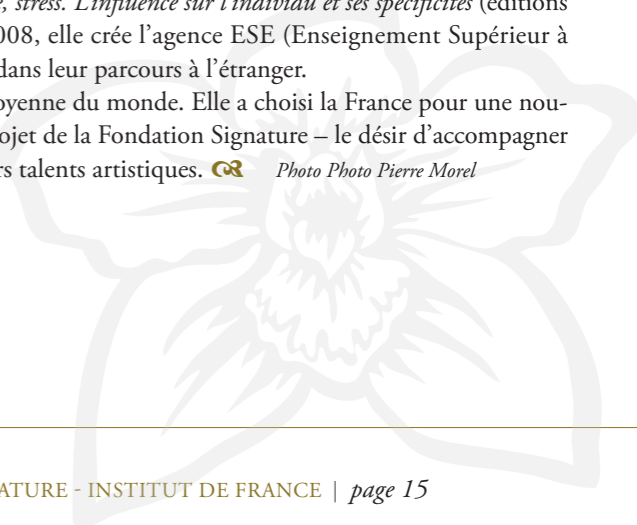 stress. L'influence sur l'individu et ses spécificités (éditions
008, elle crée l'agence ESE (Enseignement Supérieur à
dans leur parcours à l'étranger.
oyenne du monde. Elle a choisi la France pour une nou-
ojet de la Fondation Signature – le désir d'accompagner
rs talents artistiques. Photo Photo Pierre Morel
ATURE - INSTITUT DE FRANCE | page 15